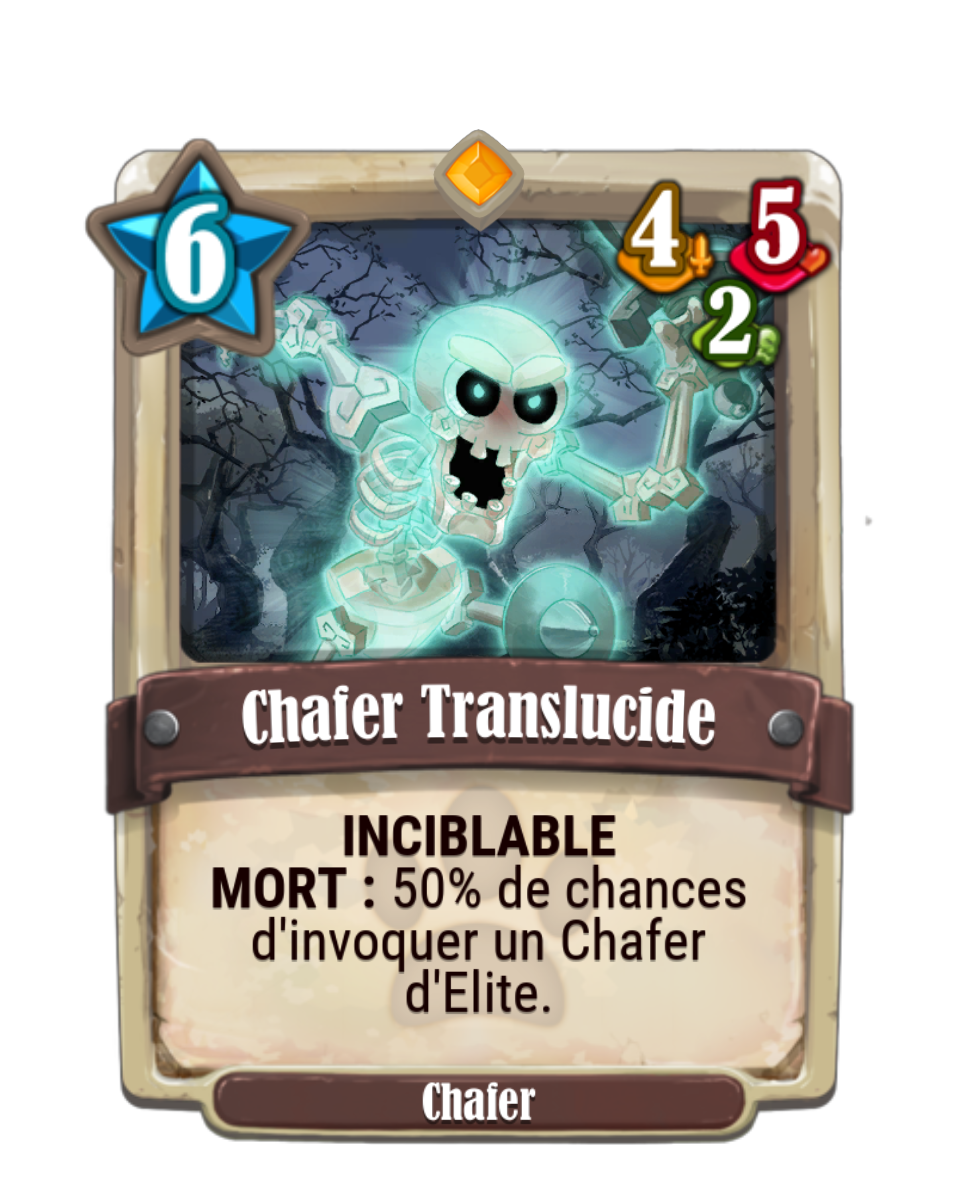 6
4
5
2
Chafer Translucide
INCIBLABLE
MORT : 50% de chances
d'invoquer un Chafer
d'Elite.
Chafer